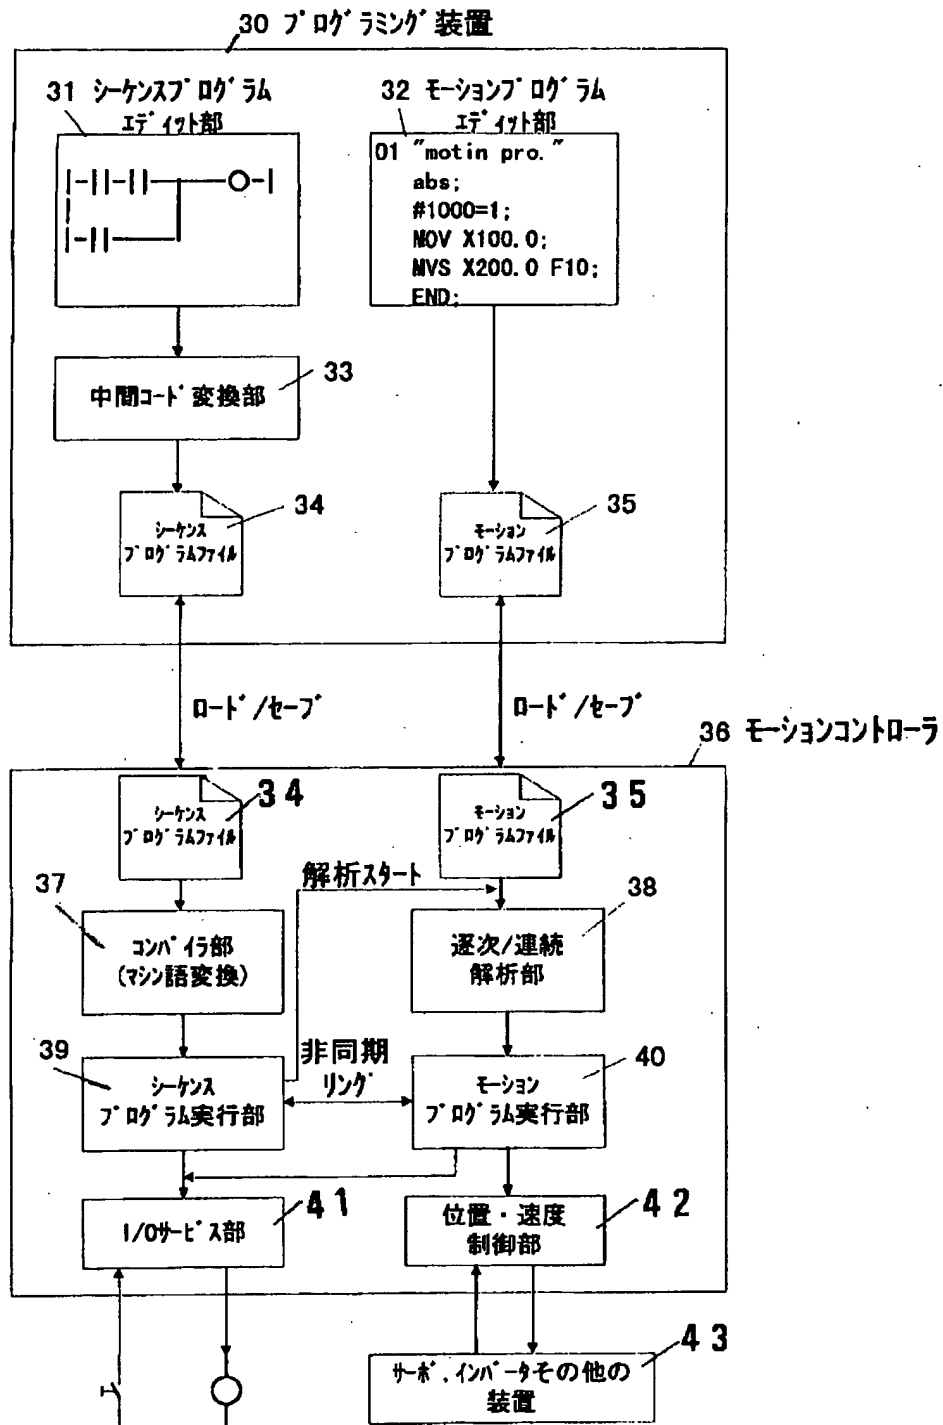 30 プログラミング装置
31 シーケンスプログラム
エディット部
32 モーションプログラム
エディット部
01 "motin pro."
abs;
#1000=1;
MOV X100.0;
MVS X200.0 F10;
END;
中間コード変換部
33
シーケンス
プログラムファイル
34
モーション
プログラムファイル
35
ロード/セーブ
ロード/セーブ
36 モーションコントローラ
シーケンス
プログラムファイル
34
モーション
プログラムファイル
35
解析スタート
37
コンパイラ部
(マシン語変換)
38
逐次/連続
解析部
39
シーケンス
プログラム実行部
非同期
リング
40
モーション
プログラム実行部
41
I/Oサービス部
42
位置・速度
制御部
43
サーボ,インバータその他の
装置